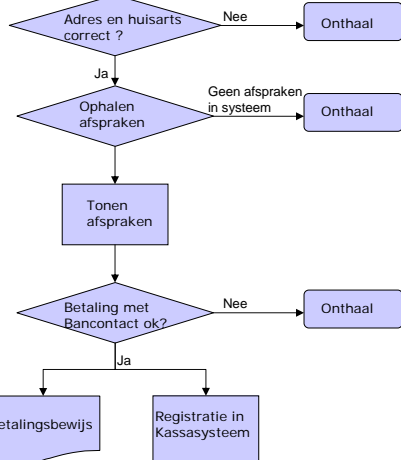 Adres en huisarts
correct ?
Nee
Onthaal
Ja
Ophalen
afspraken
Geen afspraken
in systeem
Onthaal
Tonen
afspraken
Betaling met
Bancontact ok?
Nee
Onthaal
Ja
etalingsbewijs
Registratie in
Kassasysteem